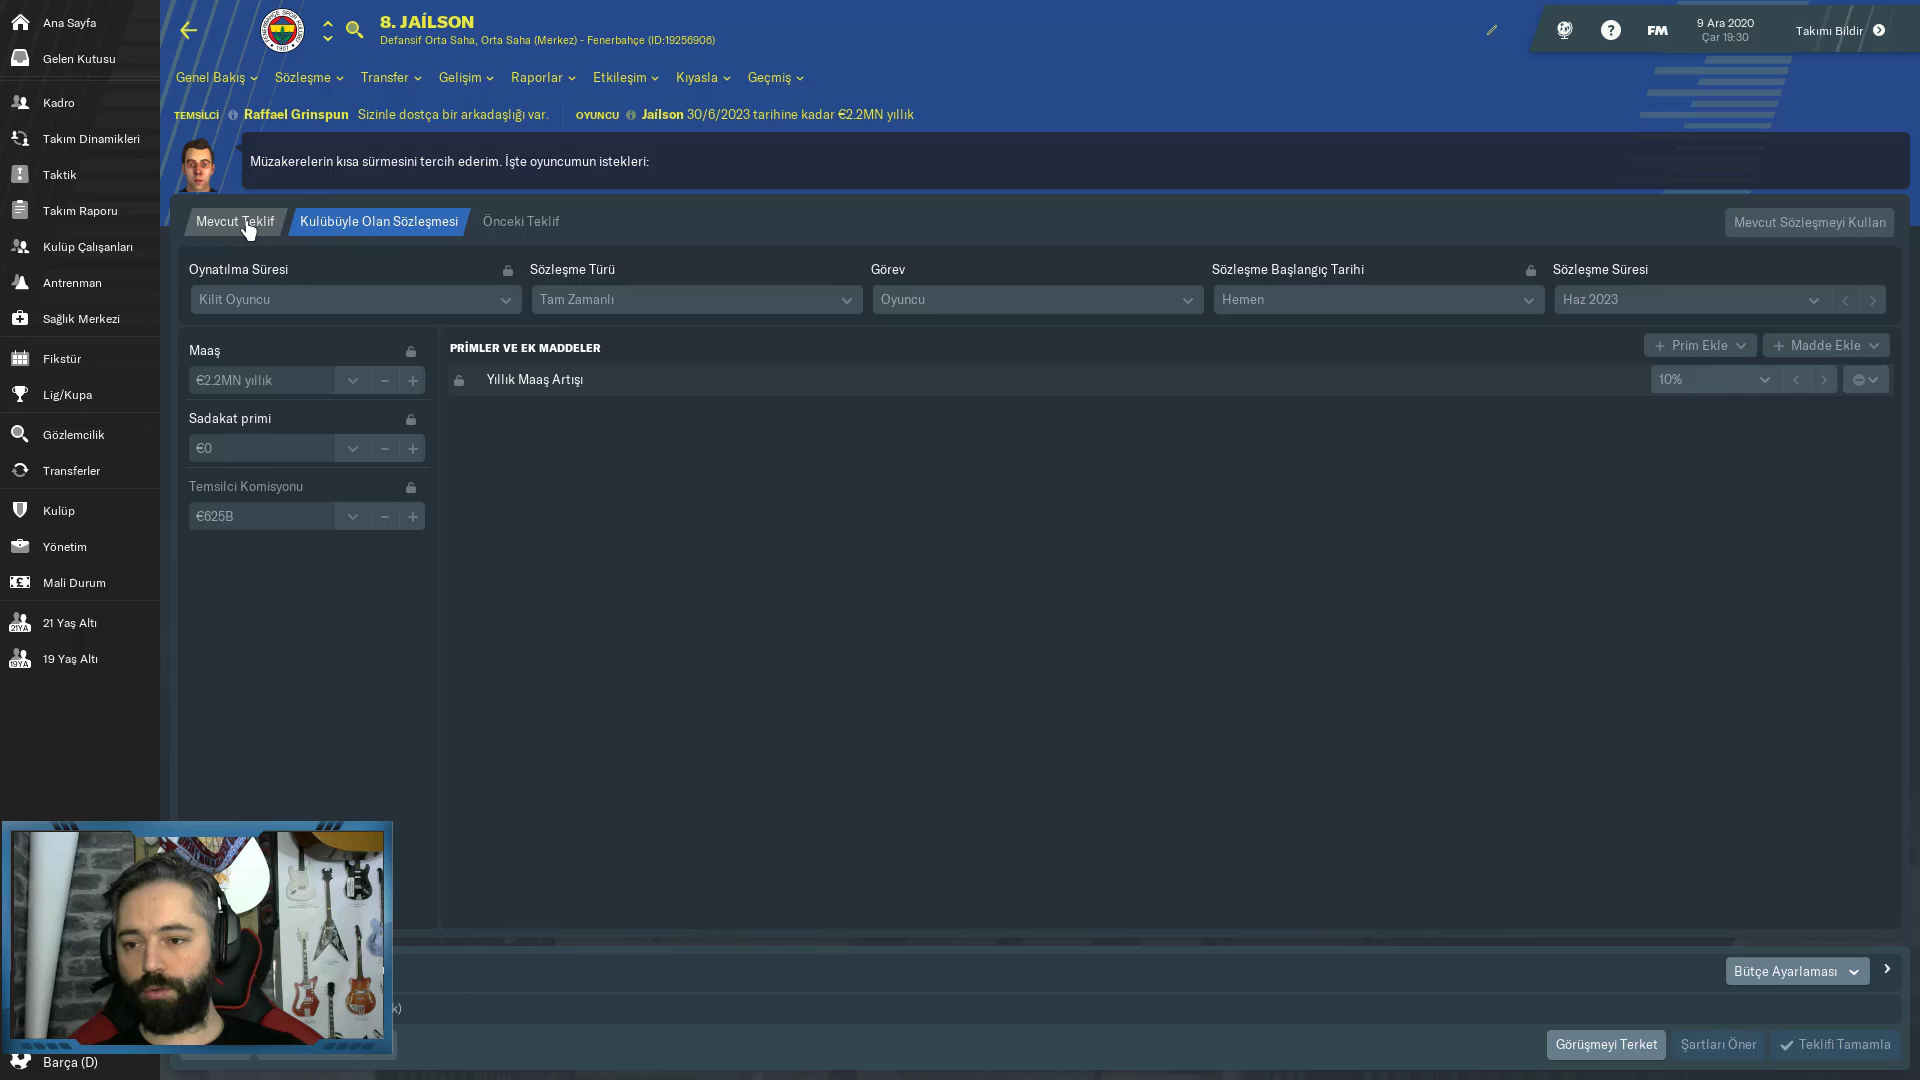 Ana Sayfa
Gelen Kutusu
Kadro
Takım Dinamikleri
Taktik
Takım Raporu
Kulüp Çalışanları
Antrenman
Sağlık Merkezi
Fikstür
Lig/Kupa
Gözlemcilik
Transferler
Kulüp
Yönetim
Mali Durum
21YA
21 Yaş Altı
19YA
19 Yaş Altı
Barça (D)
8. JAÍLSON
Defansif Orta Saha, Orta Saha (Merkez) - Fenerbahçe (ID:19256906)
FM
9 Ara 2020
Çar 19:30
Takımı Bildir
Genel Bakış Sözleşme Transfer Gelişim Raporlar Etkileşim Kıyasla Geçmiş
TEMSİLCİ Raffael Grinspun Sizinle dostça bir arkadaşlığı var. OYUNCU Jaílson 30/6/2023 tarihine kadar €2.2MN yıllık
Müzakerelerin kısa sürmesini tercih ederim. İşte oyuncumun istekleri:
Mevcut Teklif Kulübüyle Olan Sözleşmesi Önceki Teklif Mevcut Sözleşmeyi Kullan
Oynatılma Süresi Sözleşme Türü Görev Sözleşme Başlangıç Tarihi Sözleşme Süresi
Kilit Oyuncu Tam Zamanlı Oyuncu Hemen Haz 2023
Maaş
€2.2MN yıllık
Sadakat primi
€0
Temsilci Komisyonu
€625B
PRİMLER VE EK MADDELER
Prim Ekle Madde Ekle
Yıllık Maaş Artışı 10%
Bütçe Ayarlaması
Görüşmeyi Terket Şartları Öner Teklifi Tamamla